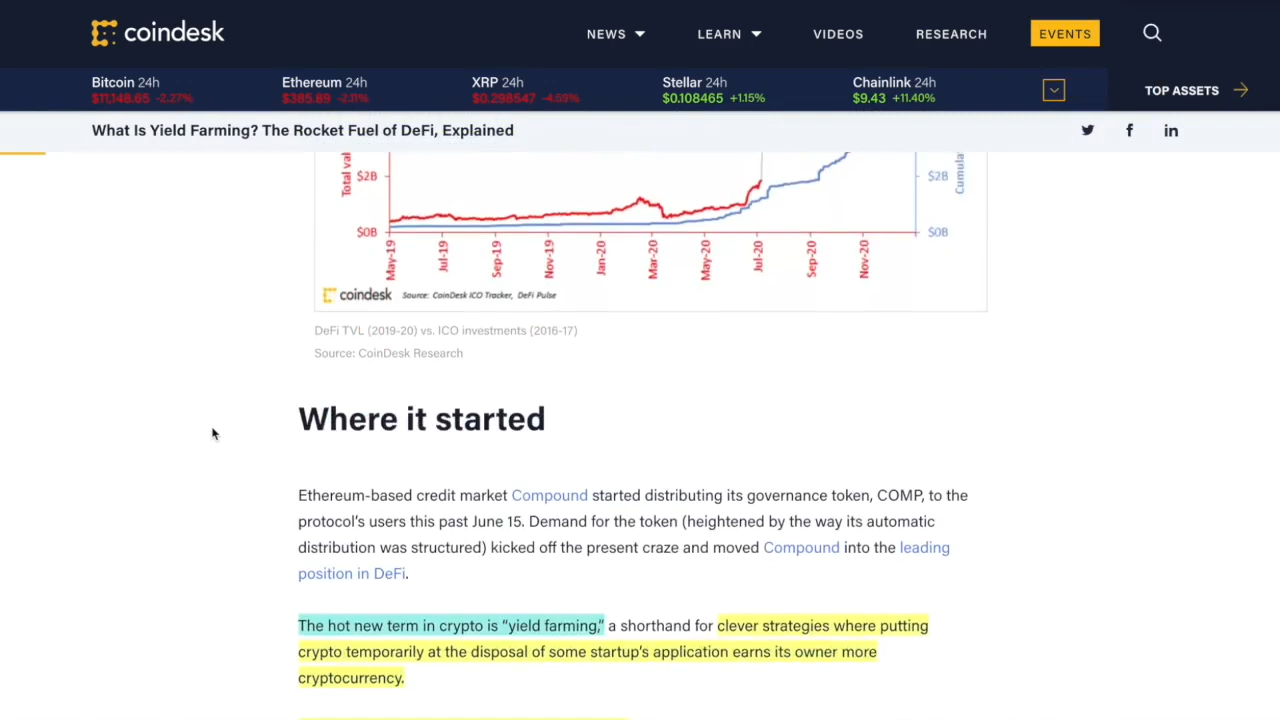 coindesk
NEWS LEARN VIDEOS RESEARCH EVENTS
Bitcoin 24h Ethereum 24h XRP 24h Stellar 24h Chainlink 24h
$11,148.65 -2.27% $385.89 -2.11% $0.298547 -4.59% $0.108465 +1.15% $9.43 +11.40%
TOP ASSETS
What Is Yield Farming? The Rocket Fuel of DeFi, Explained
Total val
Cumula
$2B $2B
$0B $0B
May-19 Jul-19 Sep-19 Nov-19 Jan-20 Mar-20 May-20 Jul-20 Sep-20 Nov-20
coindesk Source: CoinDesk ICO Tracker, DeFi Pulse
DeFi TVL (2019-20) vs. ICO investments (2016-17)
Source: CoinDesk Research
Where it started
Ethereum-based credit market Compound started distributing its governance token, COMP, to the
protocol’s users this past June 15. Demand for the token (heightened by the way its automatic
distribution was structured) kicked off the present craze and moved Compound into the leading
position in DeFi.
The hot new term in crypto is “yield farming,” a shorthand for clever strategies where putting
crypto temporarily at the disposal of some startup’s application earns its owner more
cryptocurrency.